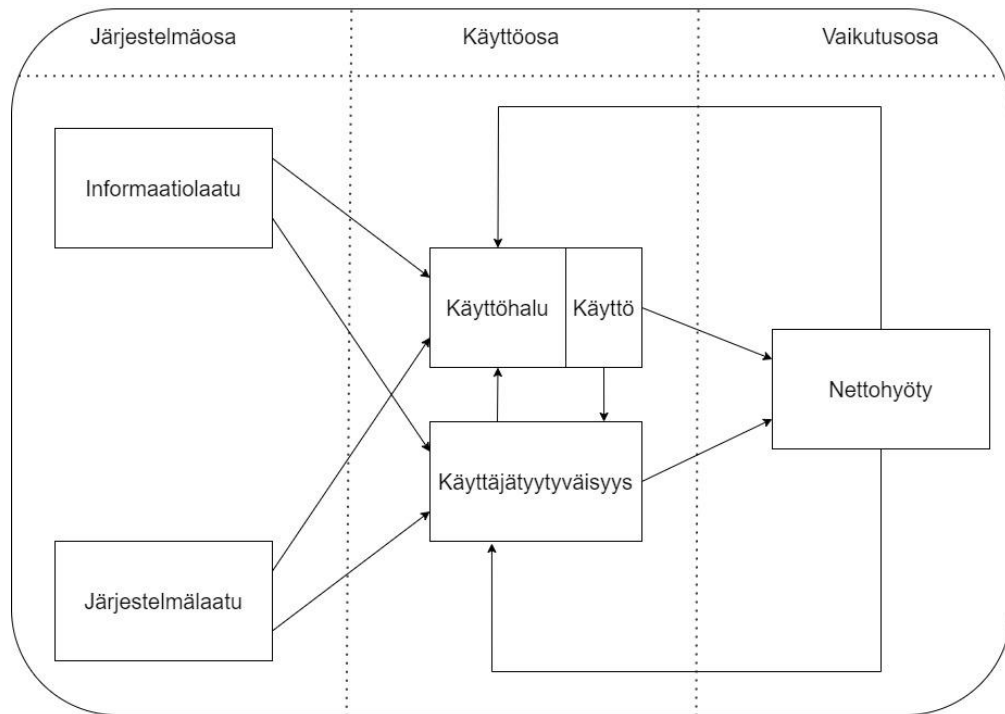 Järjestelmäosa
Käyttöosa
Vaikutusosa
Informaatiolaatu
Käyttöhalu
Käyttö
Nettohyöty
Käyttäjätyytyväisyys
Järjestelmälaatu